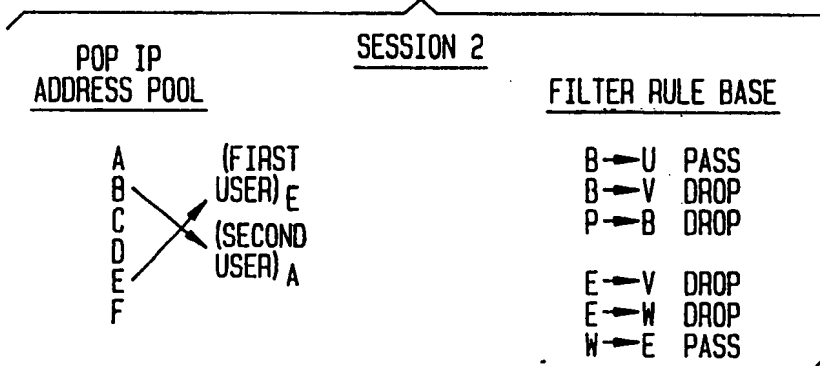 SESSION 2
POP IP
ADDRESS POOL
A
B
C
D
E
F
(FIRST
USER) E
(SECOND
USER) A
FILTER RULE BASE
B→U PASS
B→V DROP
P→B DROP
E→V DROP
E→W DROP
W→E PASS